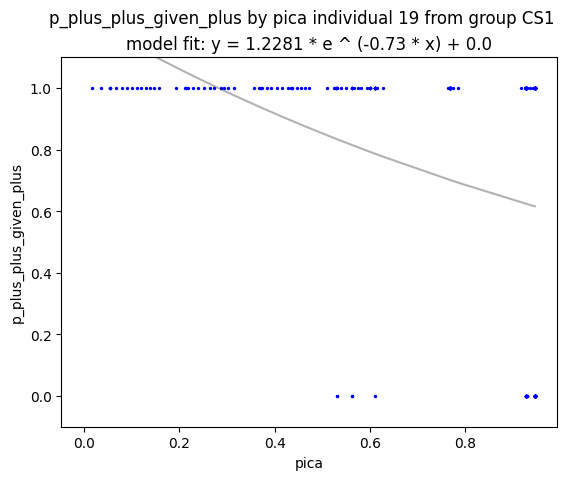 p_plus_plus_given_plus by pica individual 19 from group CS1
model fit: y = 1.2281 * e ^ (-0.73 * x) + 0.0
1.0
0.8
0.6
0.4
0.2
0.0
p_plus_plus_given_plus
0.0 0.2 0.4 0.6 0.8
pica